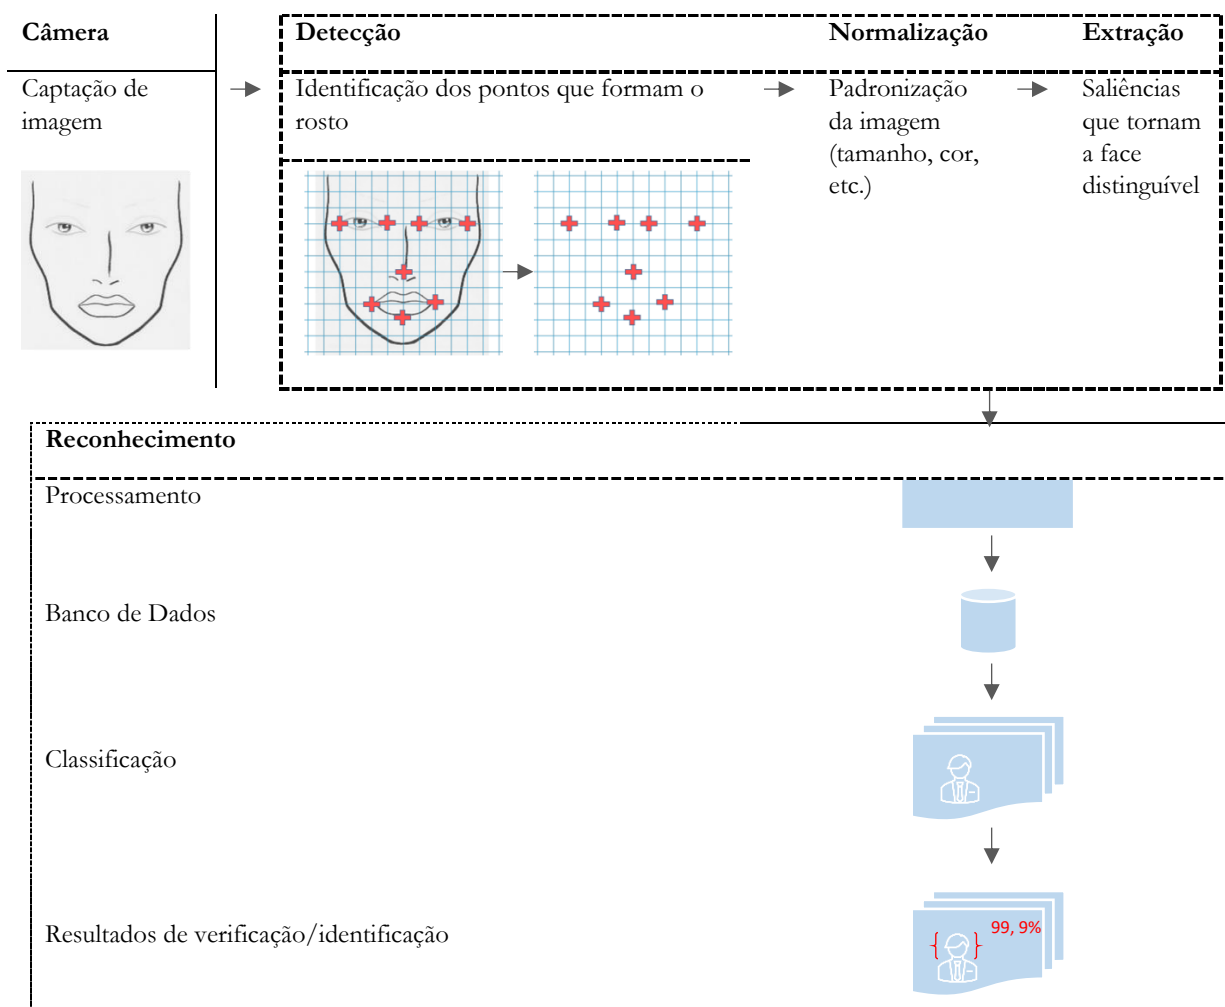 Câmera
Detecção
Normalização
Extração
Captação de
imagem
Identificação dos pontos que formam o
rosto
Padronização
da imagem
(tamanho, cor,
etc.)
Saliências
que tornam
a face
distinguível
Reconhecimento
Processamento
Banco de Dados
Classificação
Resultados de verificação/identificação
99, 9%